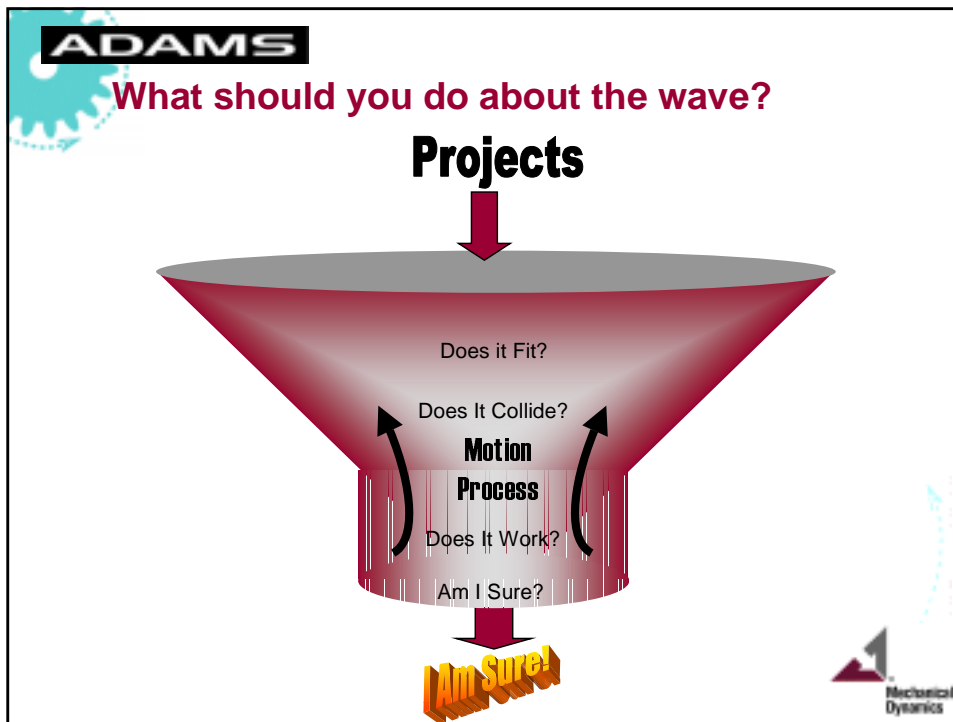 ADAMS
What should you do about the wave?
Projects
Does it Fit?
Does It Collide?
Motion
Process
Does It Work?
Am I Sure?
I Am Sure!
Mechanical
Dynamics